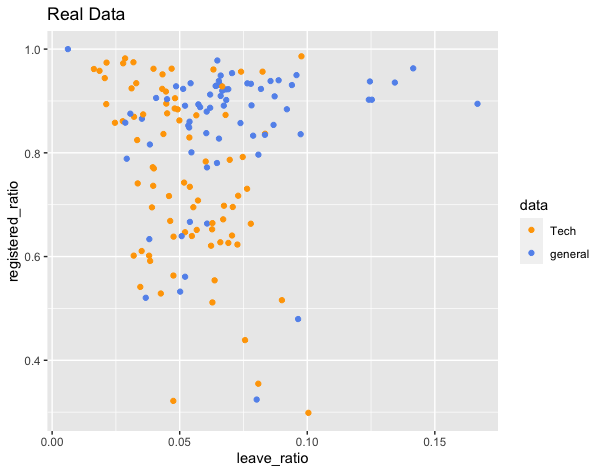 Real Data
1.0
0.8
0.6
0.4
registered_ratio
0.00
0.05
0.10
0.15
leave_ratio
data
Tech
general